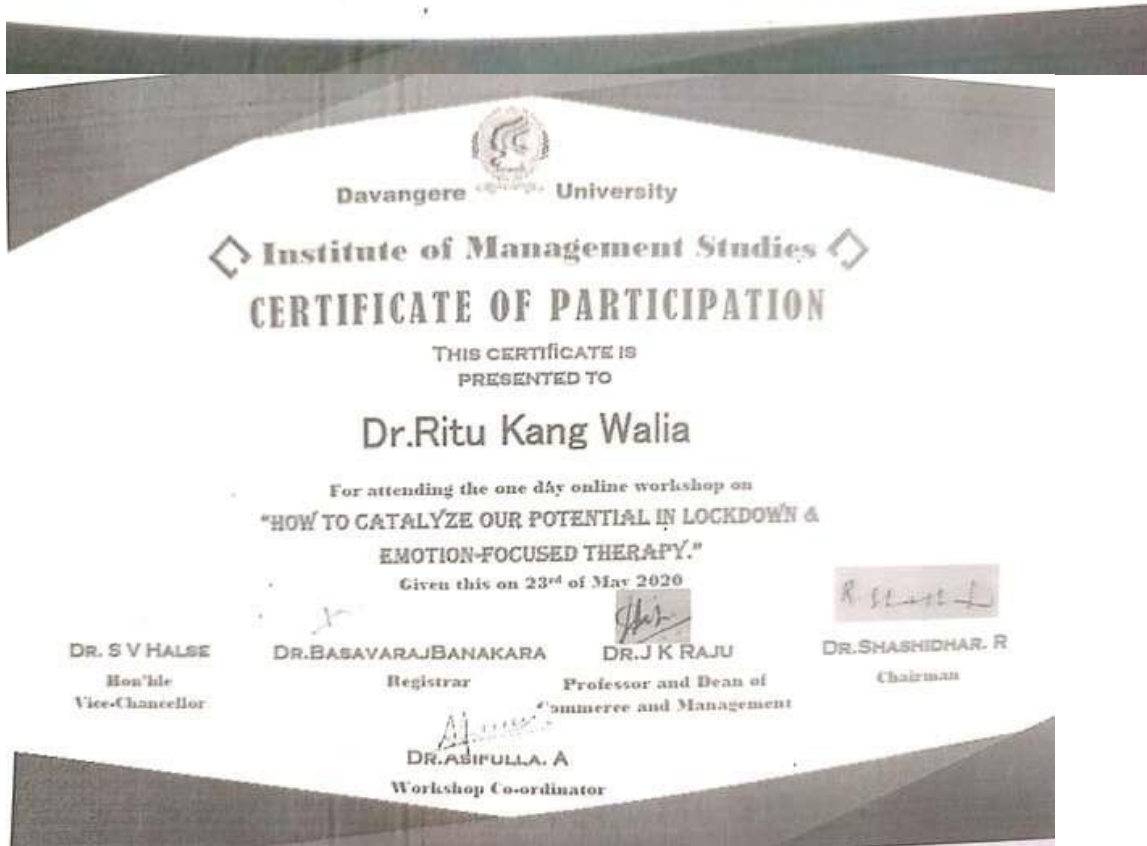 Davangere University
Institute of Management Studies
CERTIFICATE OF PARTICIPATION
THIS CERTIFICATE IS
PRESENTED TO
Dr.Ritu Kang Walia
For attending the one day online workshop on
"HOW TO CATALYZE OUR POTENTIAL IN LOCKDOWN &
EMOTION-FOCUSED THERAPY."
Given this on 23rd of May 2020
DR. S V HALSE DR.BASAVARAJBANAKARA DR.J K RAJU DR.SHASHIDHAR. R
Hon'ble Registrar Professor and Dean of Chairman
Vice-Chancellor Commerce and Management
DR.ASIFULLA. A
Workshop Co-ordinator